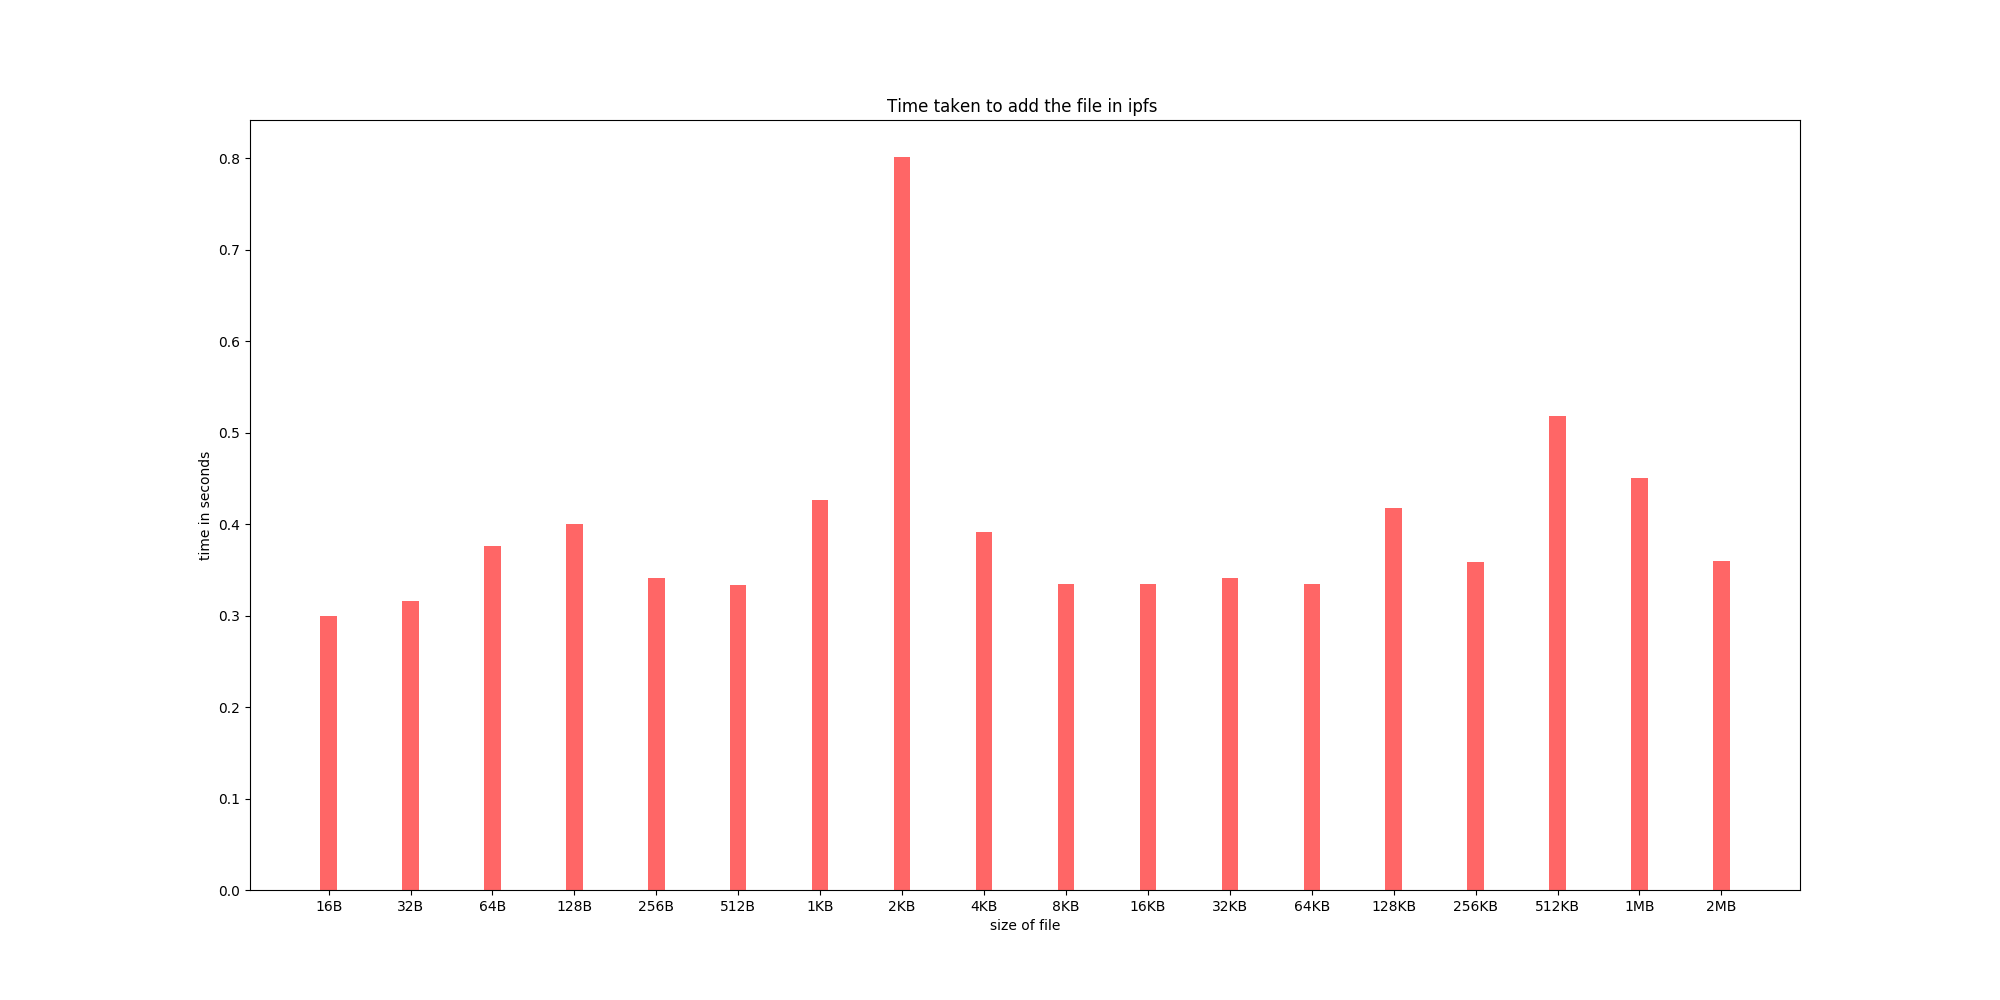 Time taken to add the file in ipfs
0.8
0.7
0.6
0.5
0.4
0.3
0.2
0.1
0.0
time in seconds
16B 32B 64B 128B 256B 512B 1KB 2KB 4KB 8KB 16KB 32KB 64KB 128KB 256KB 512KB 1MB 2MB
size of file